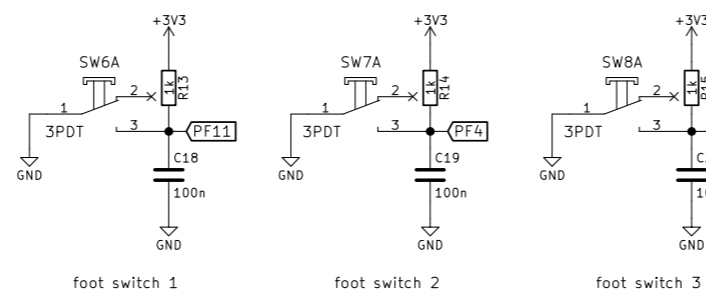 +3V3
+3V3
+3V3
SW6A
SW7A
SW8A
1k
R13
1k
R14
1k
2
2
2
1
1
1
3PDT
3
PF11
3PDT
3
PF4
3PDT
3
GND
C18
GND
C19
GND
100n
100n
GND
GND
GND
foot switch 1
foot switch 2
foot switch 3